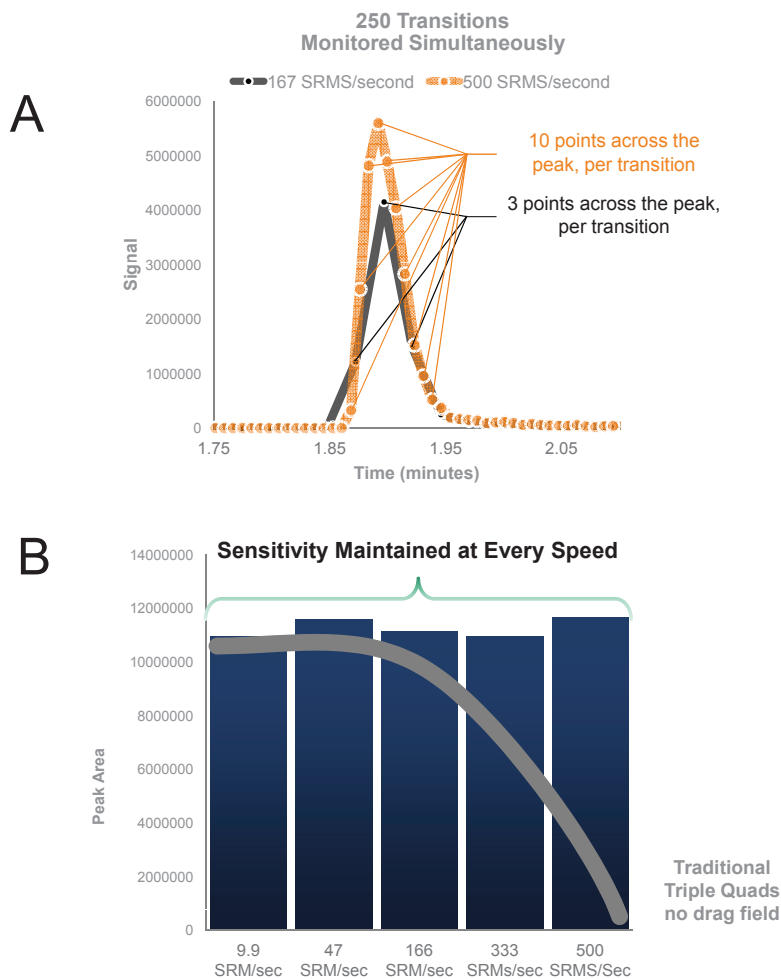 250 Transitions
Monitored Simultaneously
167 SRMS/second
500 SRMS/second
A
6000000
5000000
4000000
3000000
2000000
1000000
0
Signal
10 points across the
peak, per transition
3 points across the peak,
per transition
1.75
1.85
1.95
2.05
Time (minutes)
B
Sensitivity Maintained at Every Speed
14000000
12000000
10000000
8000000
6000000
4000000
2000000
0
Peak Area
Traditional
Triple Quads
no drag field
9.9
SRM/sec
47
SRM/sec
166
SRM/sec
333
SRMs/sec
500
SRMS/Sec